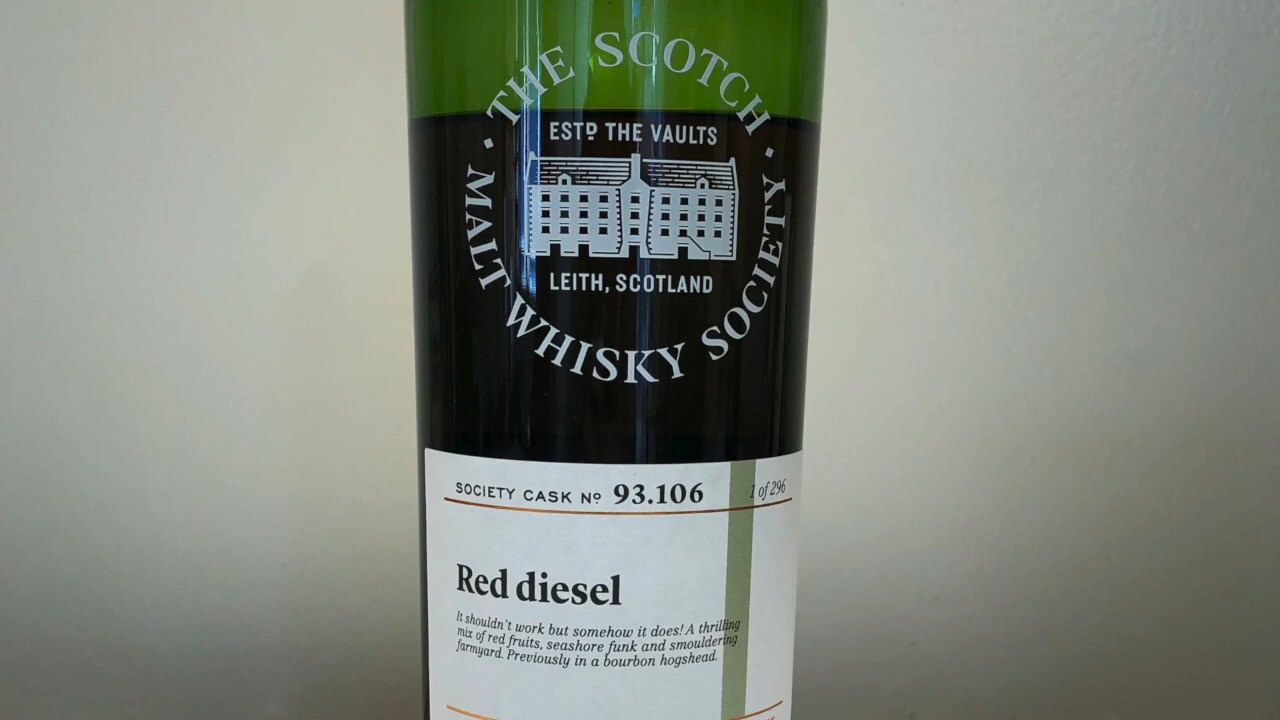 THE SCOTCH
ESTD THE VAULTS
LEITH, SCOTLAND
MALT WHISKY SOCIETY
SOCIETY CASK Nº 93.106
1 of 296
Red diesel
It shouldn't work but somehow it does! A thrilling
mix of red fruits, seashore funk and smouldering
farmyard. Previously in a bourbon hogshead.